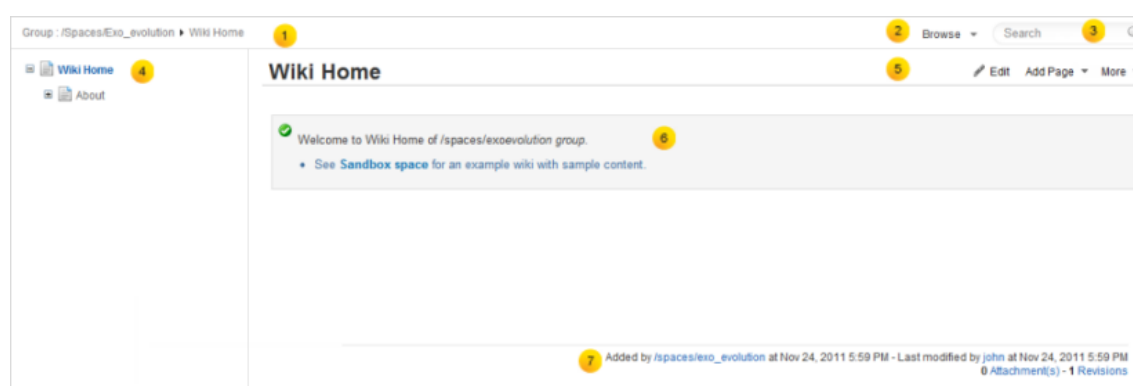 Group : /Spaces/Exo_evolution ▸ Wiki Home 1 2 Browse Search 3
Wiki Home 4 Wiki Home 5 Edit Add Page More
About
Welcome to Wiki Home of /spaces/exoevolution group. 6
• See Sandbox space for an example wiki with sample content.
7 Added by /spaces/exo_evolution at Nov 24, 2011 5:59 PM - Last modified by john at Nov 24, 2011 5:59 PM
0 Attachment(s) - 1 Revisions